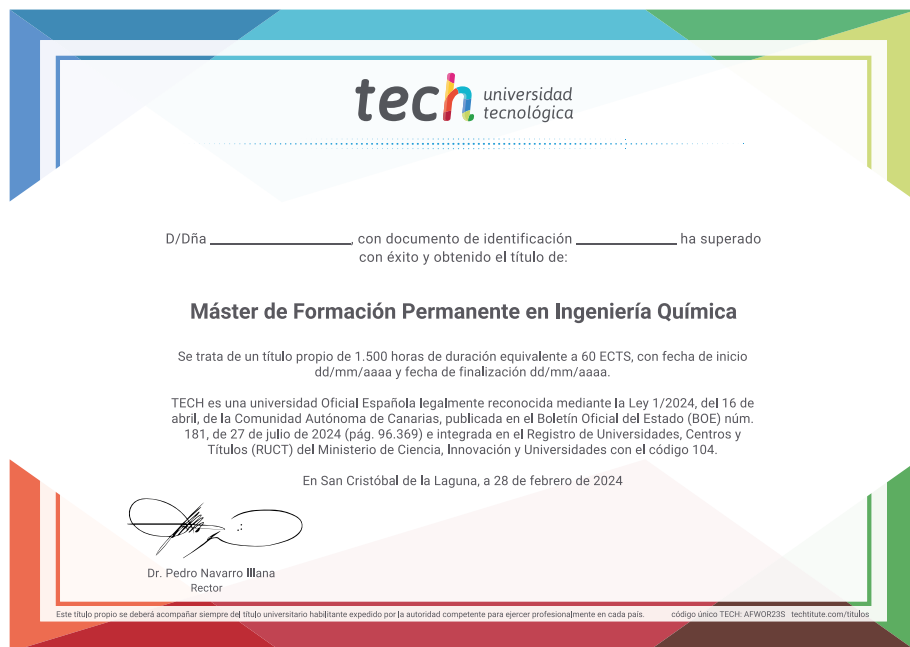 tech universidad
tecnológica
D/Dña ______________, con documento de identificación __________ ha superado
con éxito y obtenido el título de:
Máster de Formación Permanente en Ingeniería Química
Se trata de un título propio de 1.500 horas de duración equivalente a 60 ECTS, con fecha de inicio
dd/mm/aaaa y fecha de finalización dd/mm/aaaa.
TECH es una universidad Oficial Española legalmente reconocida mediante la Ley 1/2024, del 16 de
abril, de la Comunidad Autónoma de Canarias, publicada en el Boletín Oficial del Estado (BOE) núm.
181, de 27 de julio de 2024 (pág. 96.369) e integrada en el Registro de Universidades, Centros y
Títulos (RUCT) del Ministerio de Ciencia, Innovación y Universidades con el código 104.
En San Cristóbal de la Laguna, a 28 de febrero de 2024
Dr. Pedro Navarro Illana
Rector
Este título propio se deberá acompañar siempre del título universitario habilitante expedido por la autoridad competente para ejercer profesionalmente en cada país. código único TECH: AFWOR23S techtitute.com/titulos